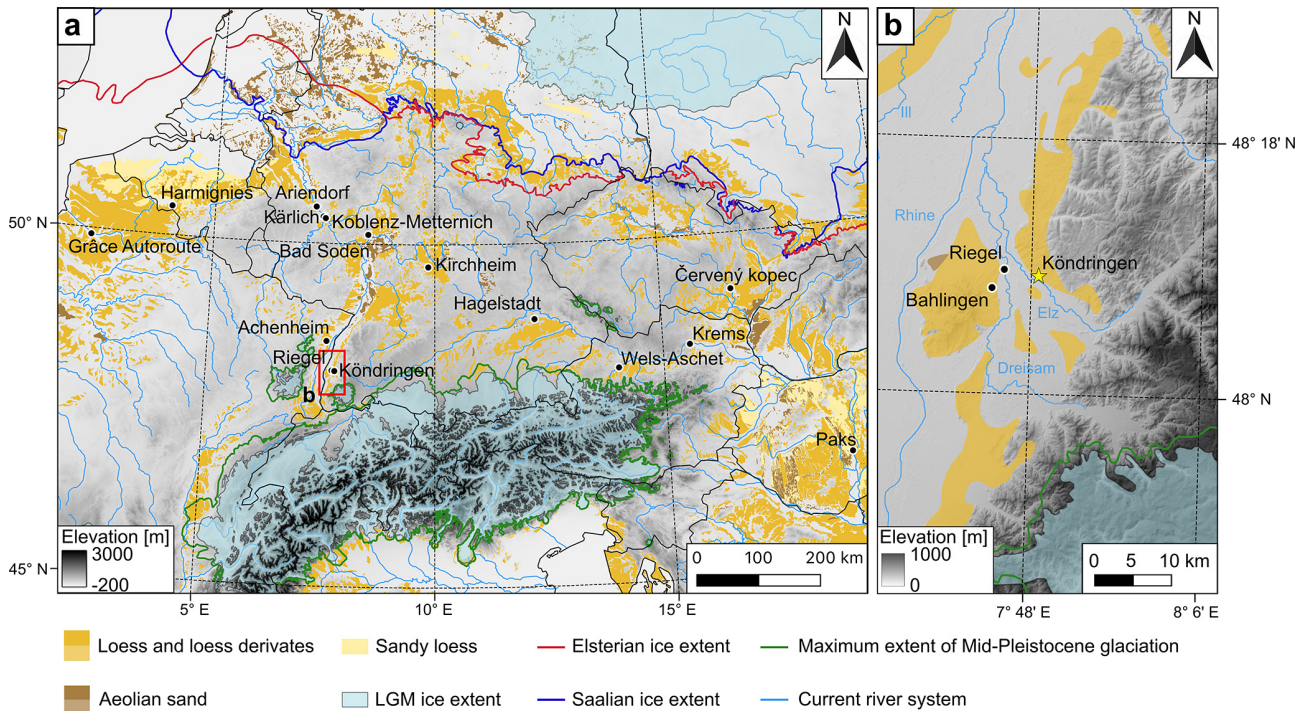 a
N
Harmignies
Ariendorf
Kärlich
Koblenz-Metternich
50° N
Grâce Autoroute
Bad Soden
Kirchheim
Červený kopec
Hagelstadt
Achenheim
Krems
Riegel
Wels-Aschet
Köndringen
b
Paks
Elevation [m]
3000
-200
0 100 200 km
45° N
5° E
10° E
15° E
b
N
Ill
48° 18' N
Rhine
Riegel
Köndringen
Bahlingen
Elz
Dreisam
48° N
Elevation [m]
1000
0
0 5 10 km
7° 48' E
8° 6' E
Loess and loess derivates
Sandy loess
Elsterian ice extent
Maximum extent of Mid-Pleistocene glaciation
Aeolian sand
LGM ice extent
Saalian ice extent
Current river system